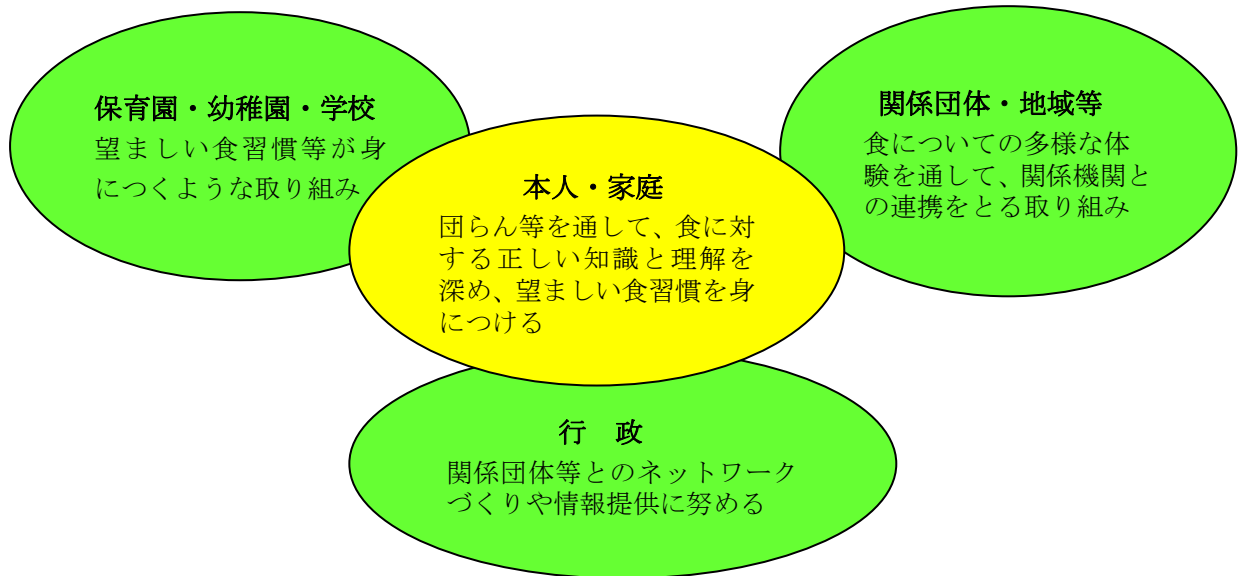 保育園・幼稚園・学校
望ましい食習慣等が身
につくような取り組み
関係団体・地域等
食についての多様な体
験を通して、関係機関と
の連携をとる取り組み
本人・家庭
団らん等を通して、食に対
する正しい知識と理解を
深め、望ましい食習慣を身
につける
行　政
関係団体等とのネットワーク
づくりや情報提供に努める